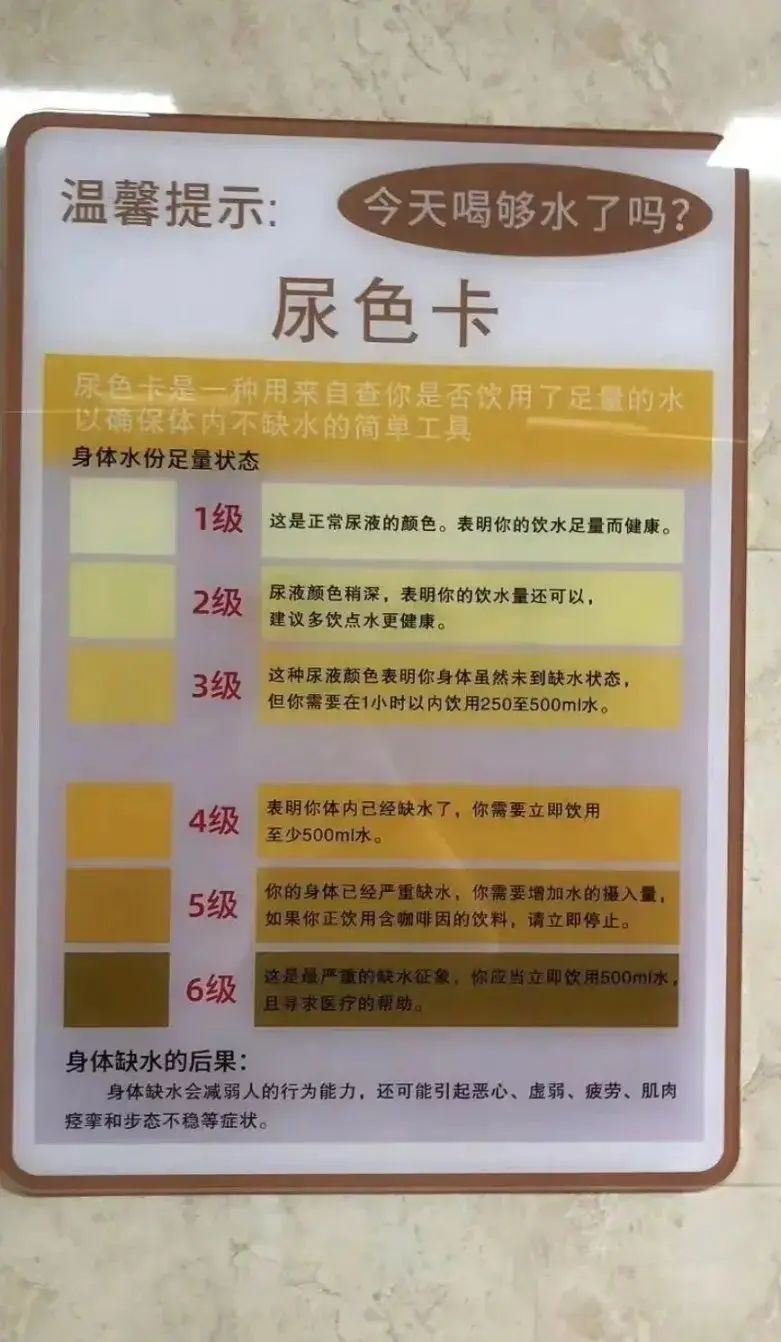 温馨提示:
今天喝够水了吗?
尿色卡
尿色卡是一种用来自查你是否饮用了足量的水
以确保体内不缺水的简单工具
身体水份足量状态
1级
这是正常尿液的颜色。表明你的饮水足量而健康。
2级
尿液颜色稍深，表明你的饮水量还可以，
建议多饮点水更健康。
3级
这种尿液颜色表明你身体虽然未到缺水状态，
但你需要在1小时以内饮用250至500ml水。
4级
表明你体内已经缺水了，你需要立即饮用
至少500ml水。
5级
你的身体已经严重缺水，你需要增加水的摄入量，
如果你正饮用含咖啡因的饮料，请立即停止。
6级
这是最严重的缺水征象，你应当立即饮用500ml水，
且寻求医疗的帮助。
身体缺水的后果：
身体缺水会减弱人的行为能力，还可能引起恶心、虚弱、疲劳、肌肉
痉挛和步态不稳等症状。